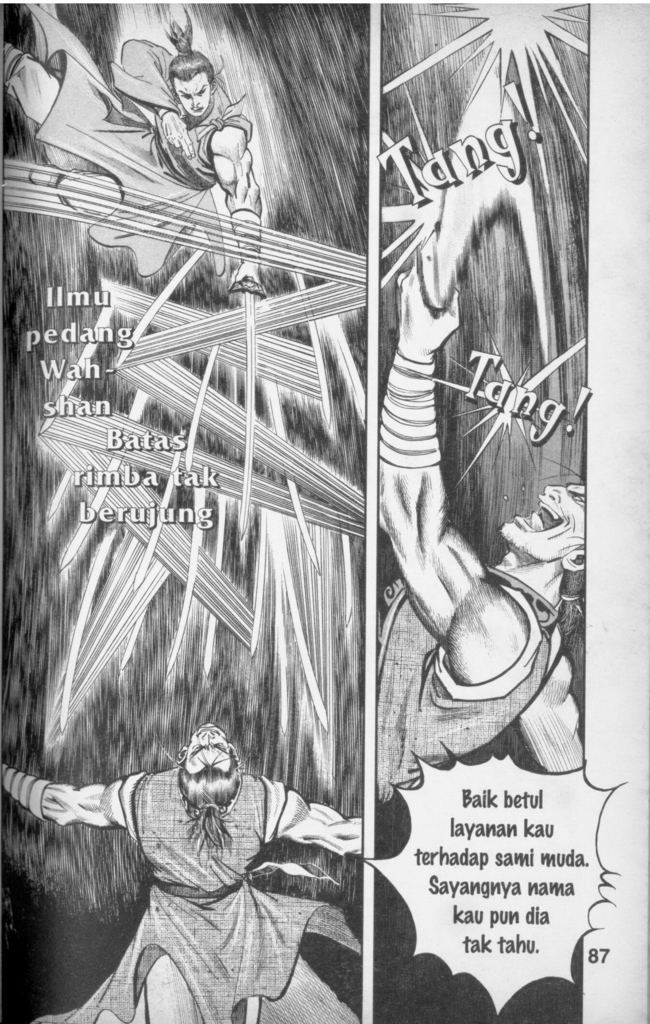 Ilmu
pedang
Wah-
shan
Batas
rimba tak
berujung
Tang!
Tang!
Baik betul
layanan kau
terhadap sami muda.
Sayangnya nama
kau pun dia
tak tahu.
87